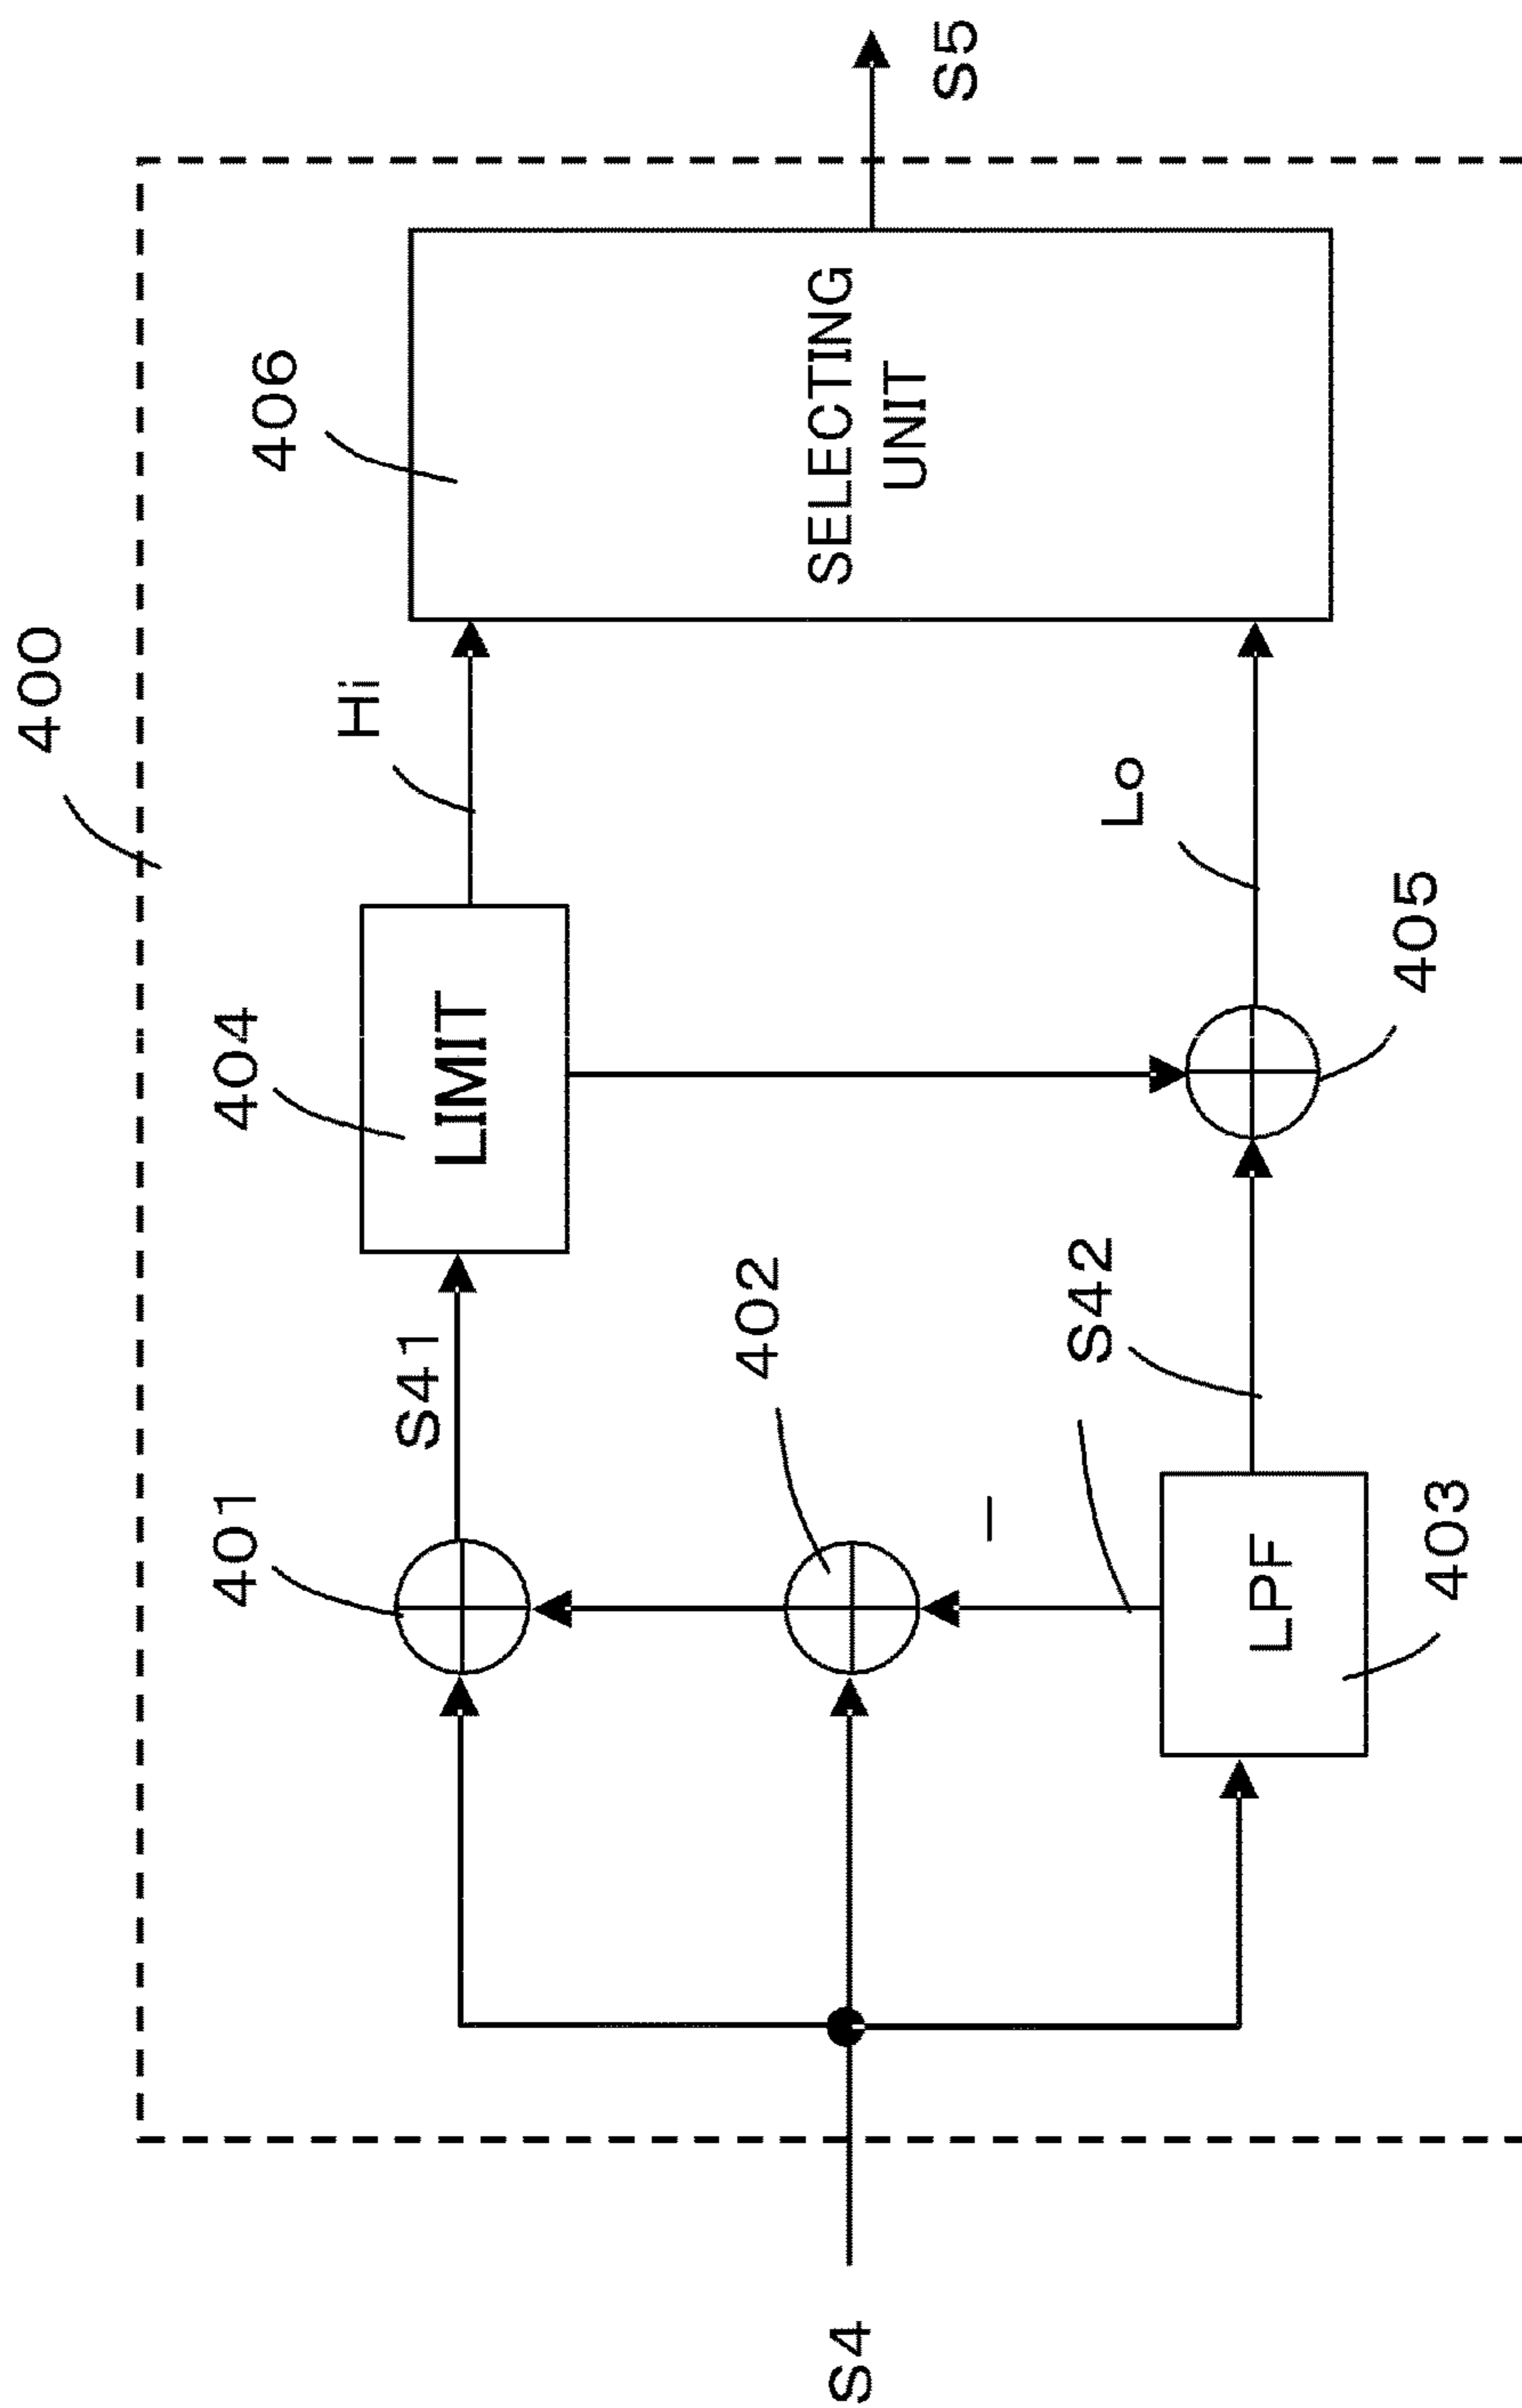 400
406
404
401
Hi
LIMIT
S41
402
SELECTING
UNIT
S5
S4
−
Lo
S42
LPF
405
403